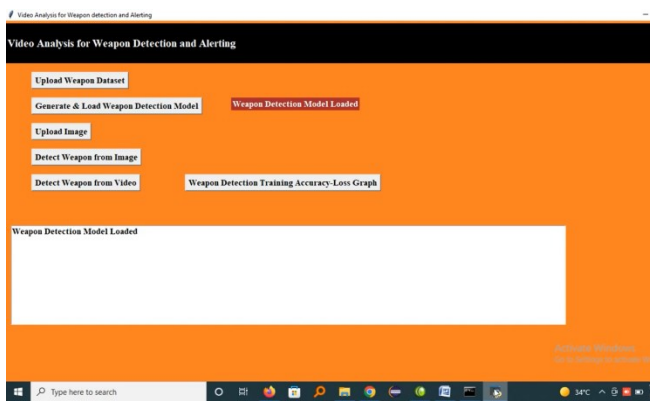 Video Analysis for Weapon detection and Alerting
Video Analysis for Weapon Detection and Alerting
Upload Weapon Dataset
Generate & Load Weapon Detection Model
Weapon Detection Model Loaded
Upload Image
Detect Weapon from Image
Detect Weapon from Video
Weapon Detection Training Accuracy-Loss Graph
Weapon Detection Model Loaded
Activate Windows
Type here to search
34°C